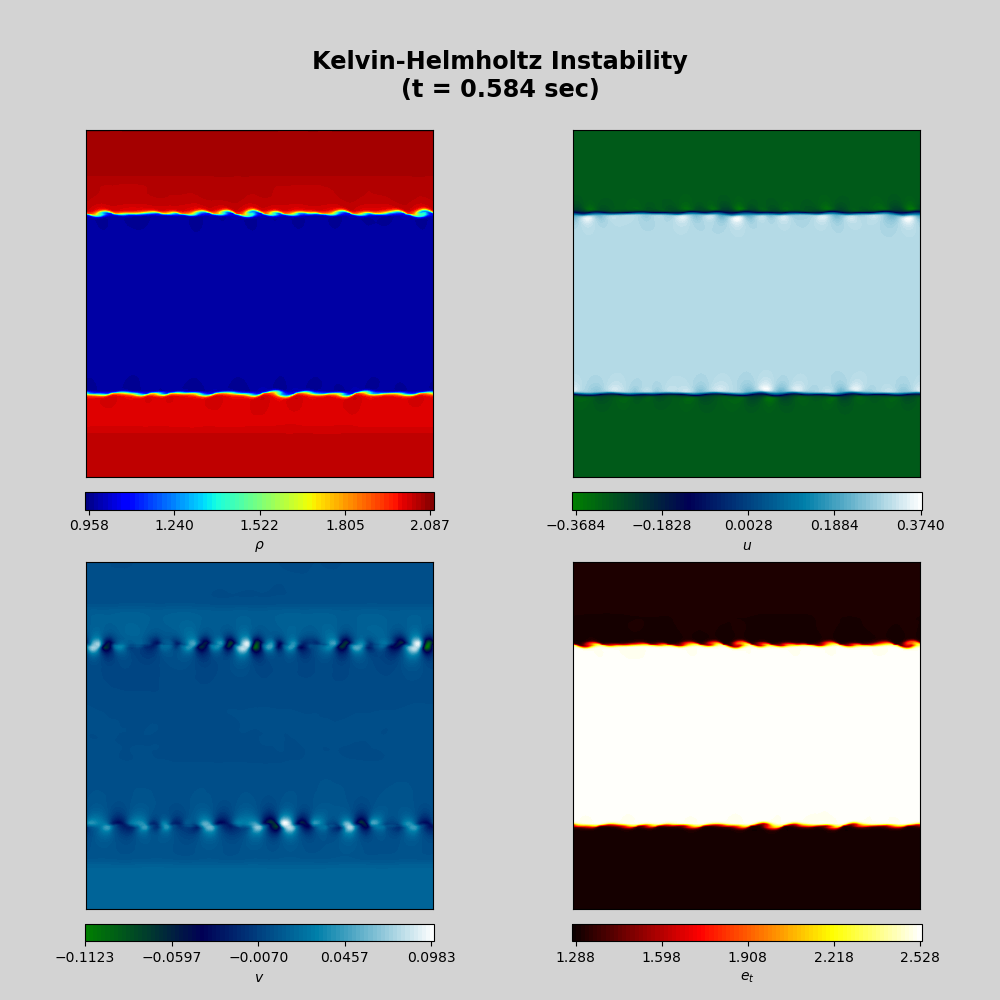 Kelvin-Helmholtz Instability
(t = 0.584 sec)
0.958 1.240 1.522 1.805 2.087
ρ
−0.3684 −0.1828 0.0028 0.1884 0.3740
u
−0.1123 −0.0597 −0.0070 0.0457 0.0983
v
1.288 1.598 1.908 2.218 2.528
eₜ